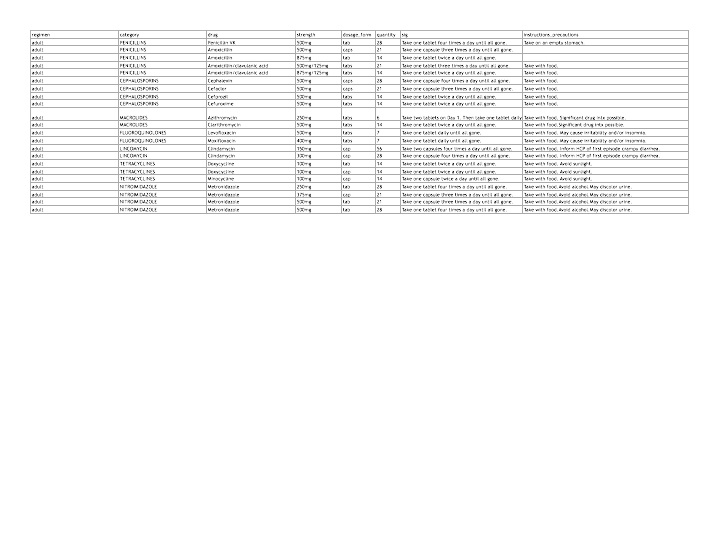 regimen category drug strength dosage_form quantity sig instructions_precautions
adult PENICILLINS Penicillin VK 500mg tab 28 Take one tablet four times a day until all gone. Take on an empty stomach.
adult PENICILLINS Amoxicillin 500mg caps 21 Take one capsule three times a day until all gone.
adult PENICILLINS Amoxicillin 875mg tab 14 Take one tablet twice a day until all gone.
adult PENICILLINS Amoxicillin/clavulanic acid 500mg/125mg tabs 21 Take one tablet three times a day until all gone. Take with food.
adult PENICILLINS Amoxicillin/clavulanic acid 875mg/125mg tabs 14 Take one tablet twice a day until all gone. Take with food.
adult CEPHALOSPORINS Cephalexin 500mg caps 28 Take one capsule four times a day until all gone. Take with food.
adult CEPHALOSPORINS Cefaclor 500mg caps 21 Take one capsule three times a day until all gone. Take with food.
adult CEPHALOSPORINS Cefprozil 500mg tabs 14 Take one tablet twice a day until all gone. Take with food.
adult CEPHALOSPORINS Cefuroxime 500mg tabs 14 Take one tablet twice a day until all gone. Take with food.
adult MACROLIDES Azithromycin 250mg tabs 6 Take two tablets on Day 1. Then take one tablet daily Take with food. Significant drug intx possible.
adult MACROLIDES Clarithromycin 500mg tabs 14 Take one tablet twice a day until all gone. Take with food. Significant drug intx possible.
adult FLUOROQUINOLONES Levofloxacin 500mg tabs 7 Take one tablet daily until all gone. Take with food. May cause irritability and/or insomnia.
adult FLUOROQUINOLONES Moxifloxacin 400mg tabs 7 Take one tablet daily until all gone. Take with food. May cause irritability and/or insomnia.
adult LINCOMYCIN Clindamycin 150mg cap 56 Take two capsules four times a day until all gone. Take with food. Inform HCP of first episode cramps diarrhea.
adult LINCOMYCIN Clindamycin 300mg cap 28 Take one capsule four times a day until all gone. Take with food. Inform HCP of first episode cramps diarrhea.
adult TETRACYCLINES Doxycycline 100mg tab 14 Take one tablet twice a day until all gone. Take with food. Avoid sunlight.
adult TETRACYCLINES Doxycycline 100mg cap 14 Take one capsule twice a day until all gone. Take with food. Avoid sunlight.
adult TETRACYCLINES Minocycline 100mg cap 14 Take one capsule twice a day until all gone. Take with food. Avoid sunlight.
adult NITROIMIDAZOLE Metronidazole 250mg tab 28 Take one tablet four times a day until all gone. Take with food. Avoid alcohol. May discolor urine.
adult NITROIMIDAZOLE Metronidazole 375mg cap 21 Take one capsule three times a day until all gone. Take with food. Avoid alcohol. May discolor urine.
adult NITROIMIDAZOLE Metronidazole 500mg tab 21 Take one capsule three times a day until all gone. Take with food. Avoid alcohol. May discolor urine.
adult NITROIMIDAZOLE Metronidazole 500mg tab 28 Take one tablet four times a day until all gone. Take with food. Avoid alcohol. May discolor urine.